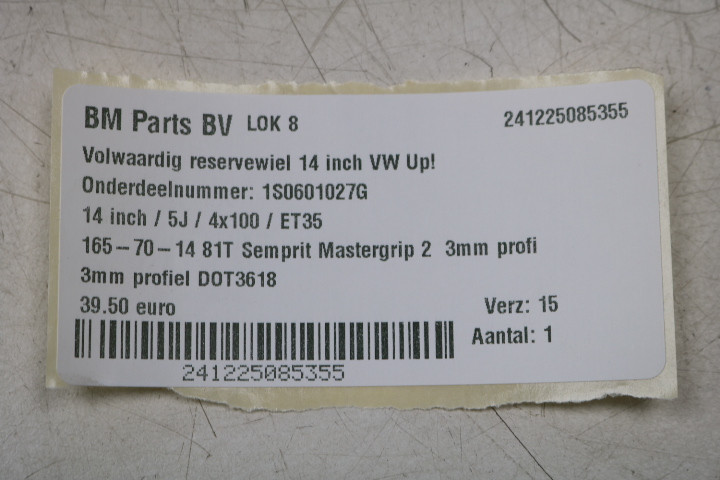 BM Parts BV LOK 8 241225085355
Volwaardig reservewiel 14 inch VW Up!
Onderdeelnummer: 1S0601027G
14 inch / 5J / 4x100 / ET35
165-70-14 81T Semprit Mastergrip 2 3mm profi
3mm profiel DOT3618
39.50 euro Verz: 15
Aantal: 1
241225085355